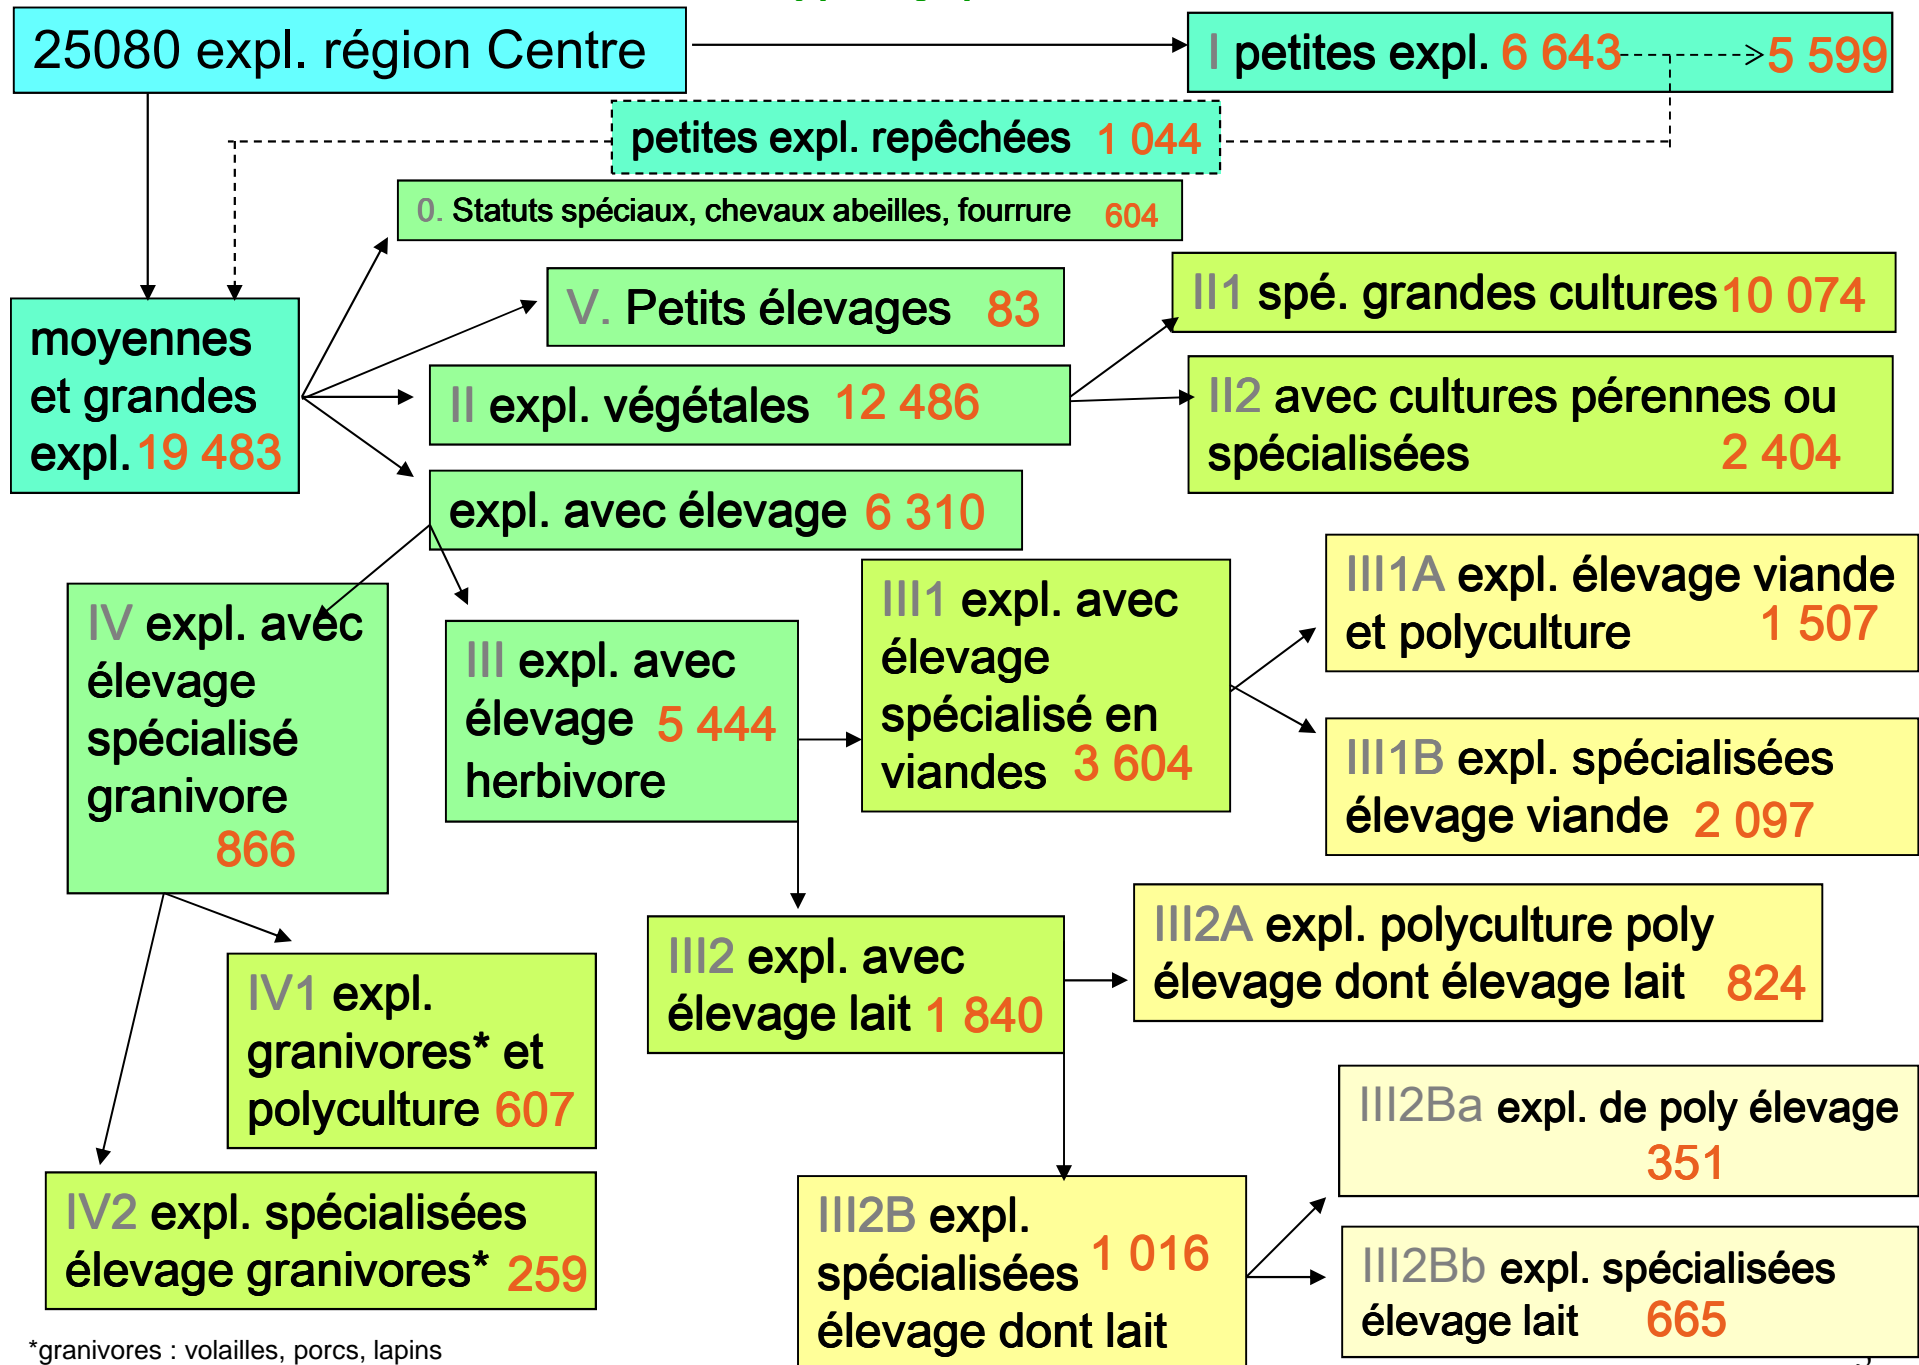 25080 expl. région Centre
I petites expl. 6 643 5 599
petites expl. repêchées 1 044
0. Statuts spéciaux, chevaux abeilles, fourrure 604
V. Petits élevages 83
II1 spé. grandes cultures 10 074
moyennes
et grandes
expl. 19 483
II expl. végétales 12 486
II2 avec cultures pérennes ou
spécialisées 2 404
expl. avec élevage 6 310
IV expl. avec
élevage
spécialisé
granivore
866
III expl. avec
élevage 5 444
herbivore
III1 expl. avec
élevage
spécialisé en
viandes 3 604
III1A expl. élevage viande
et polyculture 1 507
III1B expl. spécialisées
élevage viande 2 097
III2 expl. avec
élevage lait 1 840
III2A expl. polyculture poly
élevage dont élevage lait 824
IV1 expl.
granivores* et
polyculture 607
IV2 expl. spécialisées
élevage granivores* 259
III2B expl.
spécialisées 1 016
élevage dont lait
III2Ba expl. de poly élevage
351
III2Bb expl. spécialisées
élevage lait 665
*granivores : volailles, porcs, lapins